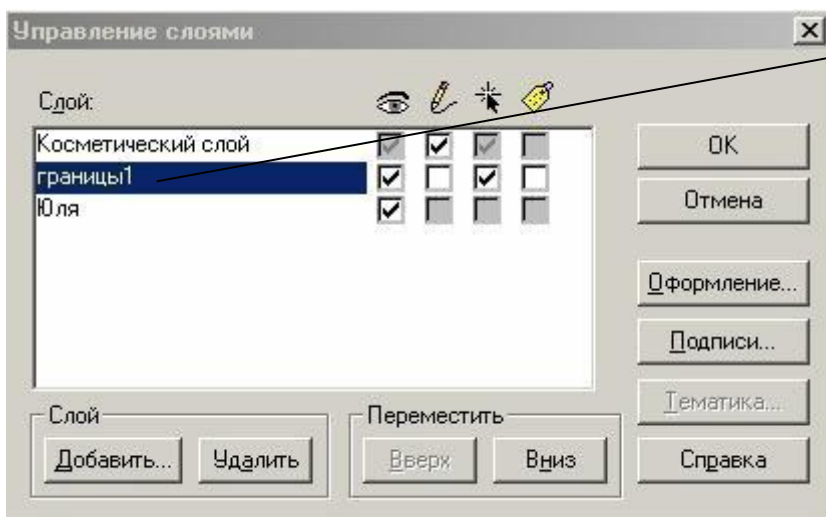 Управление слоями
Слой:
Косметический слой
границы1
Юля
OK
Отмена
Оформление...
Подписи...
Тематика...
Справка
Слой
Добавить...
Удалить
Переместить
Вверх
Вниз